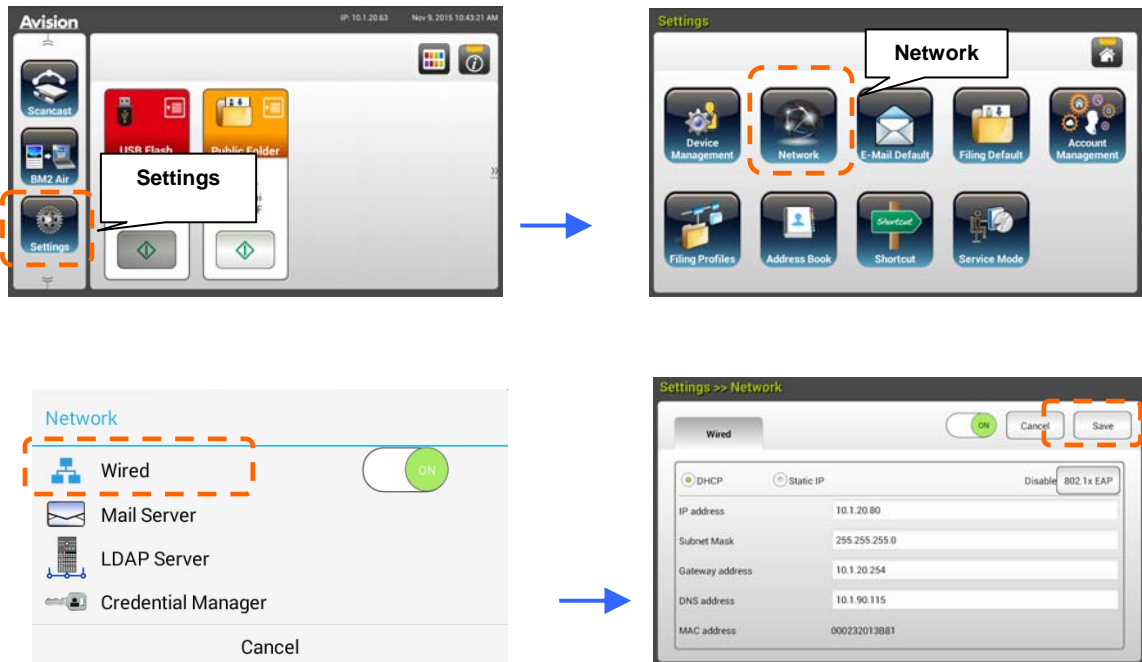 Avision
IP: 10.1.20.63 Nov 9, 2015 10:43:21 AM
Scancast
BM2 Air
Settings
USB Flash
Public Folder
Settings
Settings
Network
Device Management
Network
E-Mail Default
Filing Default
Account Management
Filing Profiles
Address Book
Shortcut
Shortcut
Service Mode
Network
Wired
ON
Mail Server
LDAP Server
Credential Manager
Cancel
Settings >> Network
Wired
ON
Cancel
Save
DHCP
Static IP
Disable
802.1x EAP
IP address 10.1.20.80
Subnet Mask 255.255.255.0
Gateway address 10.1.20.254
DNS address 10.1.90.115
MAC address 000232013B81